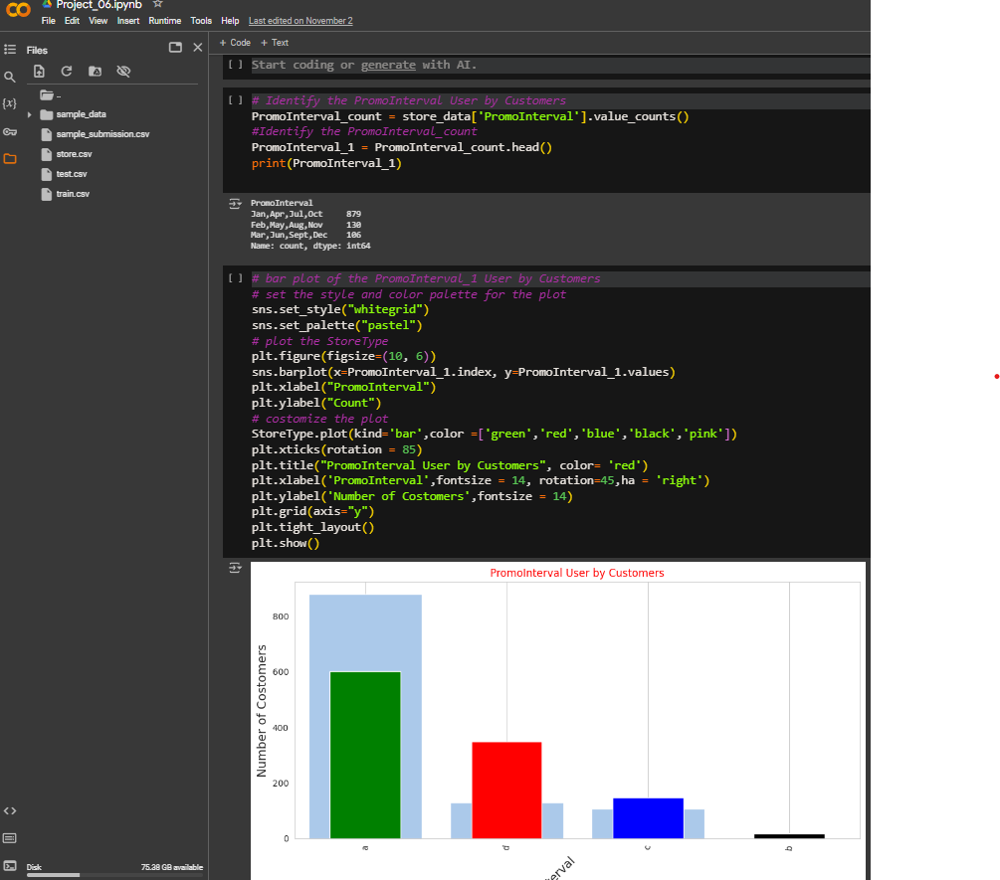 Project_06.ipynb
File Edit View Insert Runtime Tools Help Last edited on November 2
Files
+ Code + Text
..
sample_data
sample_submission.csv
store.csv
test.csv
train.csv
Disk 75.38 GB available
[ ] Start coding or generate with AI.
[ ] # Identify the PromoInterval User by Customers
PromoInterval_count = store_data['PromoInterval'].value_counts()
#Identify the PromoInterval_count
PromoInterval_1 = PromoInterval_count.head()
print(PromoInterval_1)
PromoInterval
Jan,Apr,Jul,Oct 879
Feb,May,Aug,Nov 130
Mar,Jun,Sept,Dec 106
Name: count, dtype: int64
[ ] # bar plot of the PromoInterval_1 User by Customers
# set the style and color palette for the plot
sns.set_style("whitegrid")
sns.set_palette("pastel")
# plot the StoreType
plt.figure(figsize=(10, 6))
sns.barplot(x=PromoInterval_1.index, y=PromoInterval_1.values)
plt.xlabel("PromoInterval")
plt.ylabel("Count")
# costomize the plot
StoreType.plot(kind='bar',color =['green','red','blue','black','pink'])
plt.xticks(rotation = 85)
plt.title("PromoInterval User by Customers", color= 'red')
plt.xlabel('PromoInterval',fontsize = 14, rotation=45,ha = 'right')
plt.ylabel('Number of Costomers',fontsize = 14)
plt.grid(axis="y")
plt.tight_layout()
plt.show()
PromoInterval User by Customers
Number of Costomers
800
600
400
200
0
a d c b
erval